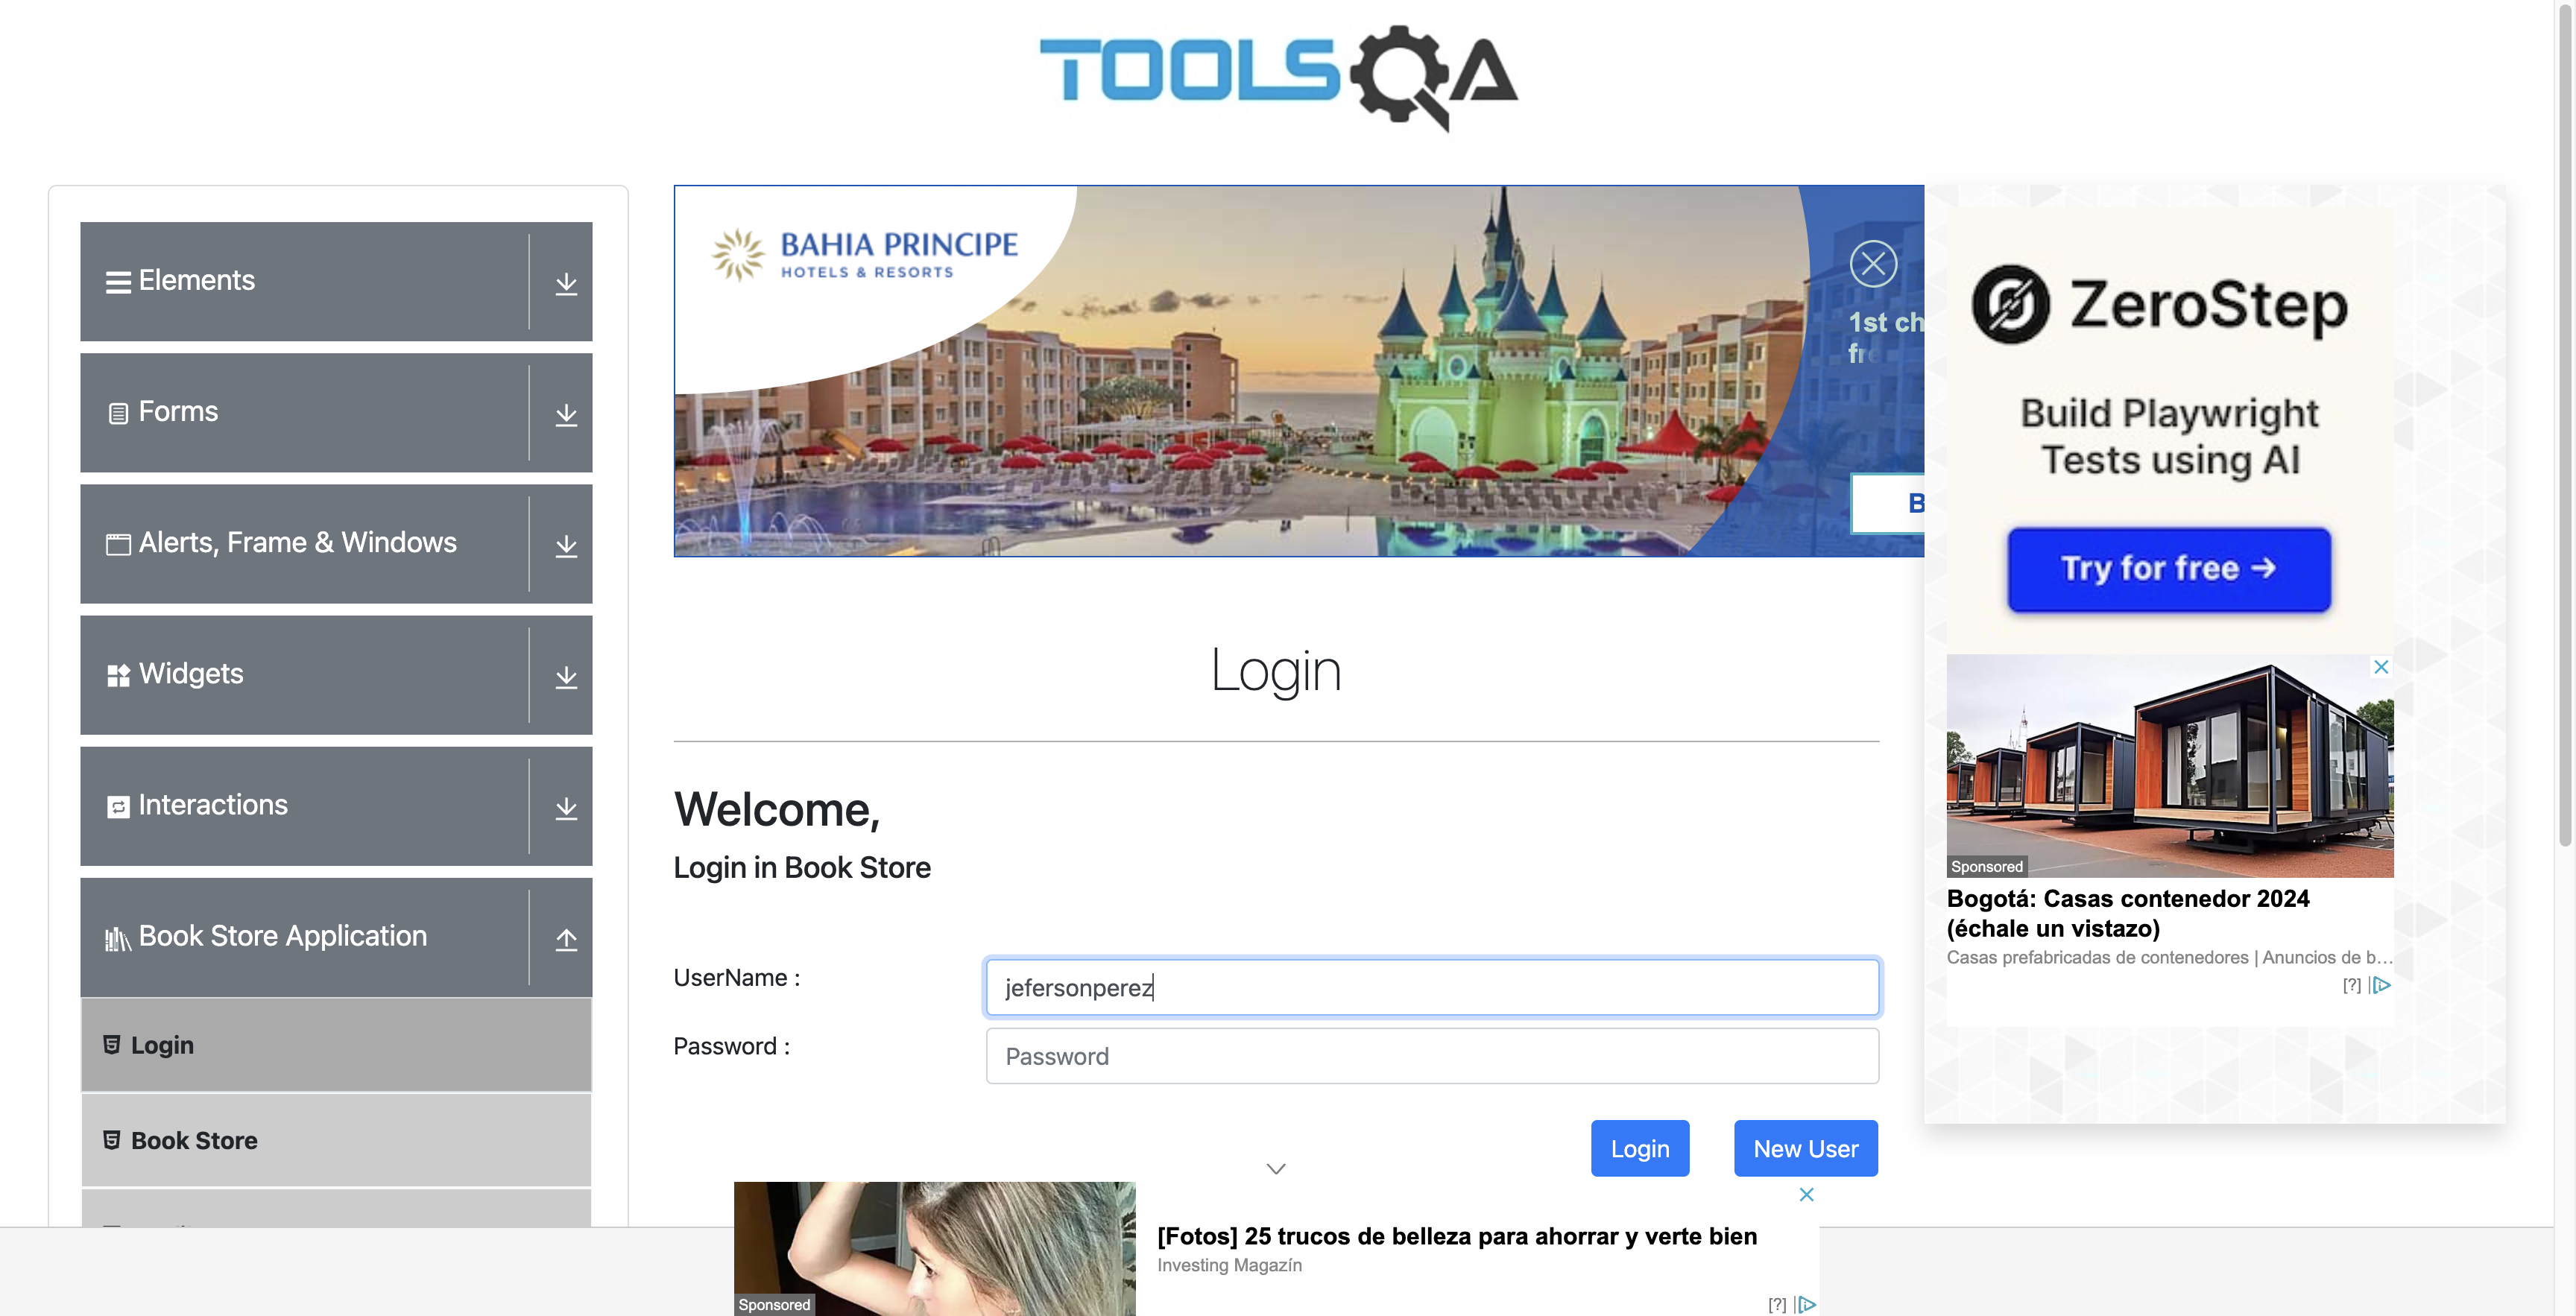 TOOLSQA
Elements
Forms
Alerts, Frame & Windows
Widgets
Interactions
Book Store Application
Login
Book Store
BAHIA PRINCIPE
HOTELS & RESORTS
1st ch
fre
B
Login
Welcome,
Login in Book Store
UserName :
jefersonperez
Password :
Password
Login
New User
ZeroStep
Build Playwright
Tests using AI
Try for free →
Sponsored
Bogotá: Casas contenedor 2024
(échale un vistazo)
Casas prefabricadas de contenedores | Anuncios de b...
[?]
[Fotos] 25 trucos de belleza para ahorrar y verte bien
Investing Magazín
Sponsored
[?]